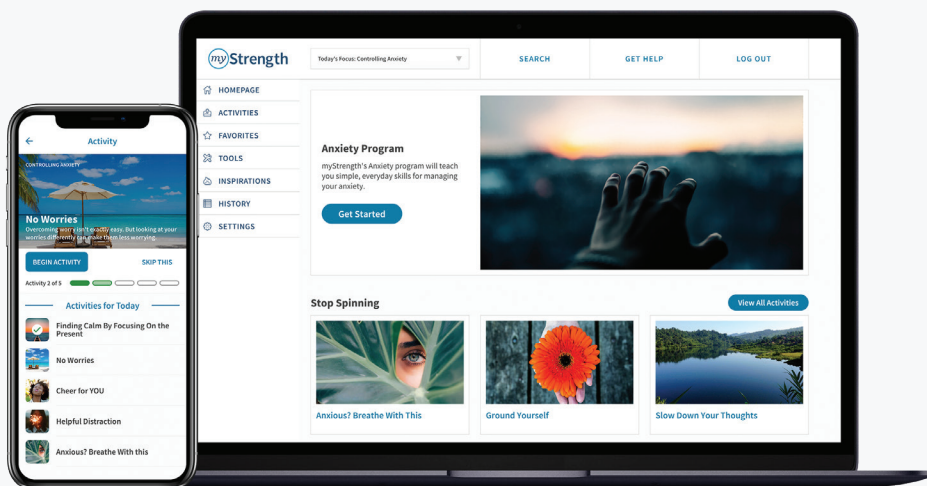 Activity
CONTROLLING ANXIETY
No Worries
Overcoming worry isn't exactly easy. But looking at your
worries differently can make them less worrying.
BEGIN ACTIVITY
SKIP THIS
Activity 2 of 5
Activities for Today
Finding Calm By Focusing On the
Present
No Worries
Cheer for YOU
Helpful Distraction
Anxious? Breathe With this
myStrength
Today's Focus: Controlling Anxiety
SEARCH
GET HELP
LOG OUT
HOMEPAGE
ACTIVITIES
FAVORITES
TOOLS
INSPIRATIONS
HISTORY
SETTINGS
Anxiety Program
myStrength's Anxiety program will teach
you simple, everyday skills for managing
your anxiety.
Get Started
Stop Spinning
View All Activities
Anxious? Breathe With This
Ground Yourself
Slow Down Your Thoughts